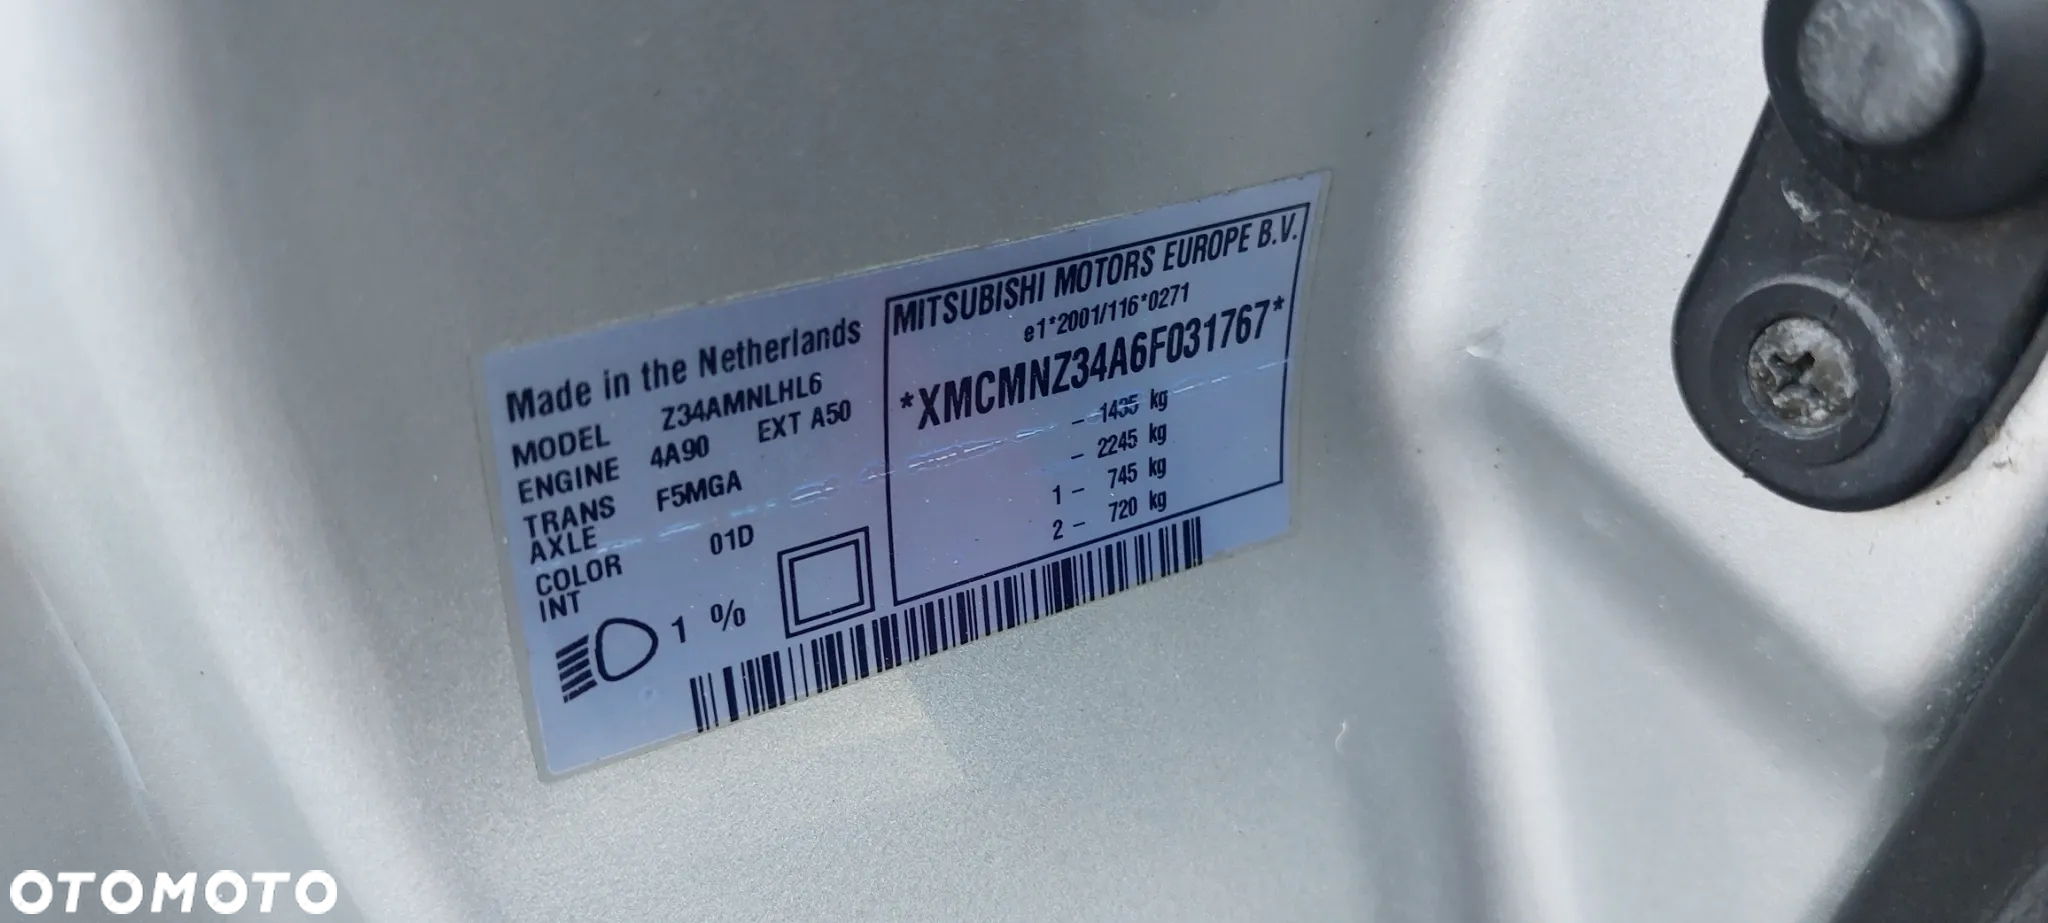 Made in the Netherlands
MODEL Z34AMNLHL6
ENGINE 4A90 EXT A50
TRANS F5MGA
AXLE
COLOR 01D
INT
1 %
MITSUBISHI MOTORS EUROPE B.V.
e1*2001/116*0271
*XMCMNZ34A6F031767*
- 1435 kg
- 2245 kg
1 - 745 kg
2 - 720 kg
OTOMOTO